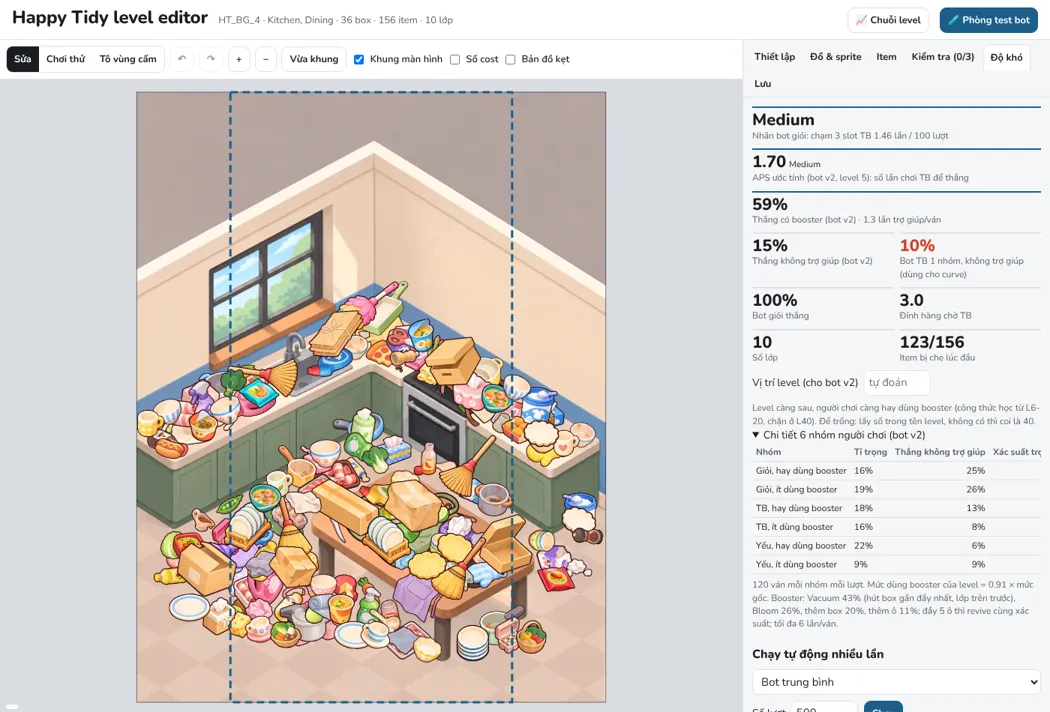 Happy Tidy level editor
HT_BG_4 · Kitchen, Dining · 36 box · 156 item · 10 lớp
📈 Chuỗi level
🧪 Phòng test bot
Sửa
Chơi thử
Tô vùng cấm
↶
↷
+
−
Vừa khung
Khung màn hình
Số cost
Bản đồ kẹt
Thiết lập
Đồ & sprite
Item
Kiểm tra (0/3)
Độ khó
Lưu
Medium
Nhãn bot giỏi: chạm 3 slot TB 1.46 lần / 100 lượt
1.70 Medium
APS ước tính (bot v2, level 5): số lần chơi TB để thắng
59%
Thắng có booster (bot v2) · 1.3 lần trợ giúp/ván
15%
Thắng không trợ giúp (bot v2)
10%
Bot TB 1 nhóm, không trợ giúp
(dùng cho curve)
100%
Bot giỏi thắng
3.0
Đỉnh hàng chờ TB
10
Số lớp
123/156
Item bị che lúc đầu
Vị trí level (cho bot v2)
tự đoán
Level càng sau, người chơi càng hay dùng booster (công thức học từ L6-
20, chặn ở L40). Để trống: lấy số trong tên level, không có thì coi là 40.
▼ Chi tiết 6 nhóm người chơi (bot v2)
Nhóm Tỉ trọng Thắng không trợ giúp Xác suất trợ
Giỏi, hay dùng booster 16% 25%
Giỏi, ít dùng booster 19% 26%
TB, hay dùng booster 18% 13%
TB, ít dùng booster 16% 8%
Yếu, hay dùng booster 22% 6%
Yếu, ít dùng booster 9% 9%
120 ván mỗi nhóm mỗi lượt. Mức dùng booster của level = 0.91 × mức
gốc. Booster: Vacuum 43% (hút box gần đầy nhất, lớp trên trước),
Bloom 26%, thêm box 20%, thêm ô 11%; đầy 5 ô thì revive cùng xác
suất; tối đa 6 lần/ván.
Chạy tự động nhiều lần
Bot trung bình
Số lượt
500
Chạy